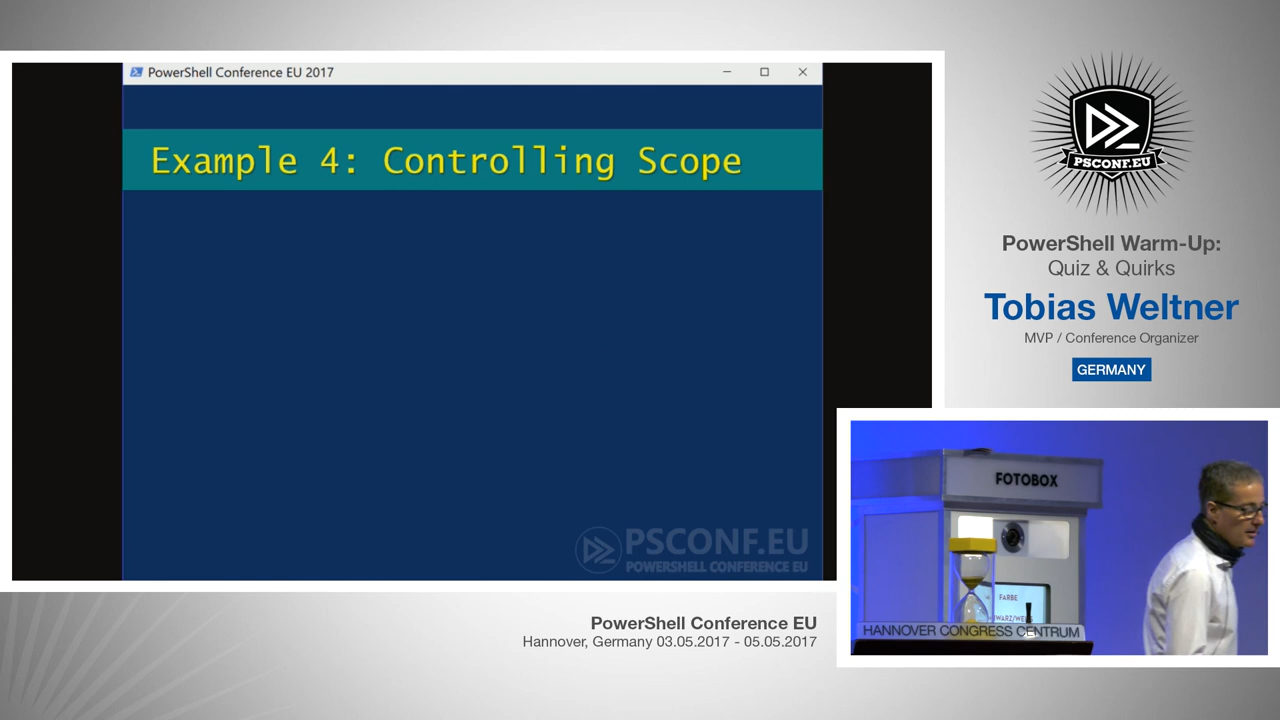 PowerShell Conference EU 2017
Example 4: Controlling Scope
PSCONF.EU
POWERSHELL CONFERENCE EU
PSCONF.EU
PowerShell Warm-Up:
Quiz & Quirks
Tobias Weltner
MVP / Conference Organizer
GERMANY
FOTOBOX
FARBE
HANNOVER CONGRESS CENTRUM
PowerShell Conference EU
Hannover, Germany 03.05.2017 - 05.05.2017